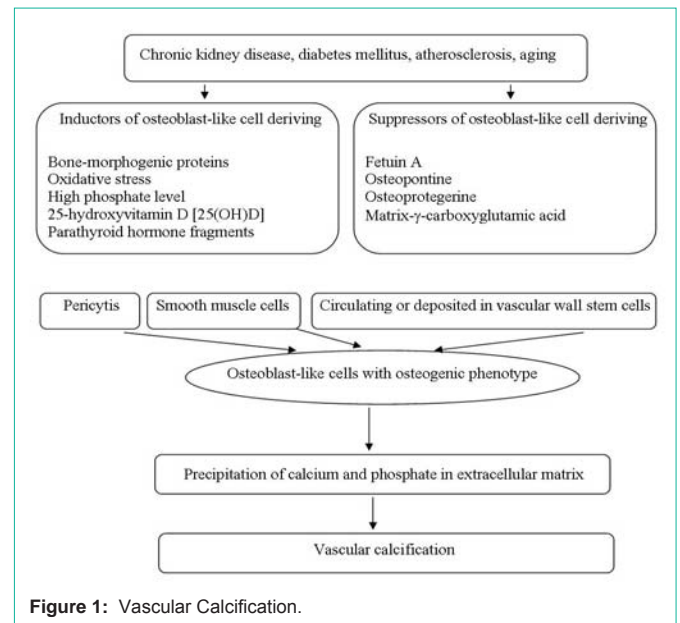 Chronic kidney disease, diabetes mellitus, atherosclerosis, aging
Inductors of osteoblast-like cell deriving
Bone-morphogenic proteins
Oxidative stress
High phosphate level
25-hydroxyvitamin D [25(OH)D]
Parathyroid hormone fragments
Suppressors of osteoblast-like cell deriving
Fetuin A
Osteopontine
Osteoprotegerine
Matrix-γ-carboxyglutamic acid
Pericytis
Smooth muscle cells
Circulating or deposited in vascular wall stem cells
Osteoblast-like cells with osteogenic phenotype
Precipitation of calcium and phosphate in extracellular matrix
Vascular calcification
Figure 1: Vascular Calcification.